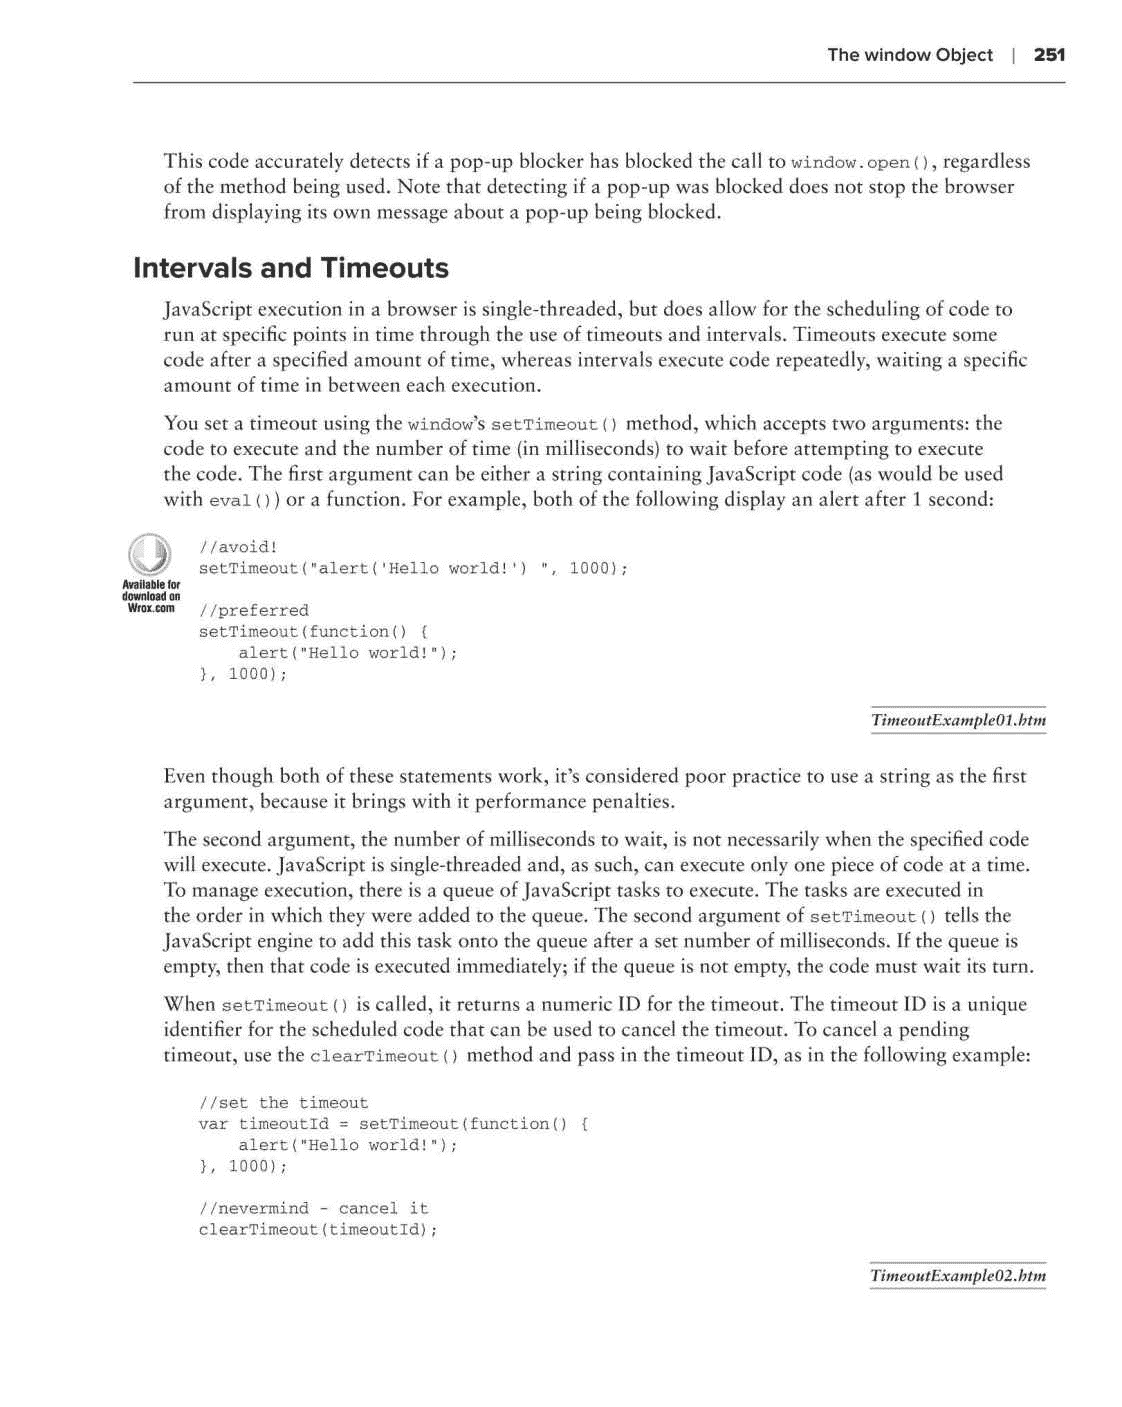 The window Object | 251
This code accurately detects if a pop-up blocker has blocked the call to window.open(), regardless
of the method being used. Note that detecting if a pop-up was blocked does not stop the browser
from displaying its own message about a pop-up being blocked.
Intervals and Timeouts
JavaScript execution in a browser is single-threaded, but does allow for the scheduling of code to
run at specific points in time through the use of timeouts and intervals. Timeouts execute some
code after a specified amount of time, whereas intervals execute code repeatedly, waiting a specific
amount of time in between each execution.
You set a timeout using the window's setTimeout() method, which accepts two arguments: the
code to execute and the number of time (in milliseconds) to wait before attempting to execute
the code. The first argument can be either a string containing JavaScript code (as would be used
with eval()) or a function. For example, both of the following display an alert after 1 second:
//avoid!
setTimeout("alert('Hello world!') ", 1000);
Available for
download on
Wrox.com
//preferred
setTimeout(function() {
    alert("Hello world!");
}, 1000);
TimeoutExample01.htm
Even though both of these statements work, it's considered poor practice to use a string as the first
argument, because it brings with it performance penalties.
The second argument, the number of milliseconds to wait, is not necessarily when the specified code
will execute. JavaScript is single-threaded and, as such, can execute only one piece of code at a time.
To manage execution, there is a queue of JavaScript tasks to execute. The tasks are executed in
the order in which they were added to the queue. The second argument of setTimeout() tells the
JavaScript engine to add this task onto the queue after a set number of milliseconds. If the queue is
empty, then that code is executed immediately; if the queue is not empty, the code must wait its turn.
When setTimeout() is called, it returns a numeric ID for the timeout. The timeout ID is a unique
identifier for the scheduled code that can be used to cancel the timeout. To cancel a pending
timeout, use the clearTimeout() method and pass in the timeout ID, as in the following example:
//set the timeout
var timeoutId = setTimeout(function() {
    alert("Hello world!");
}, 1000);
//nevermind - cancel it
clearTimeout(timeoutId);
TimeoutExample02.htm